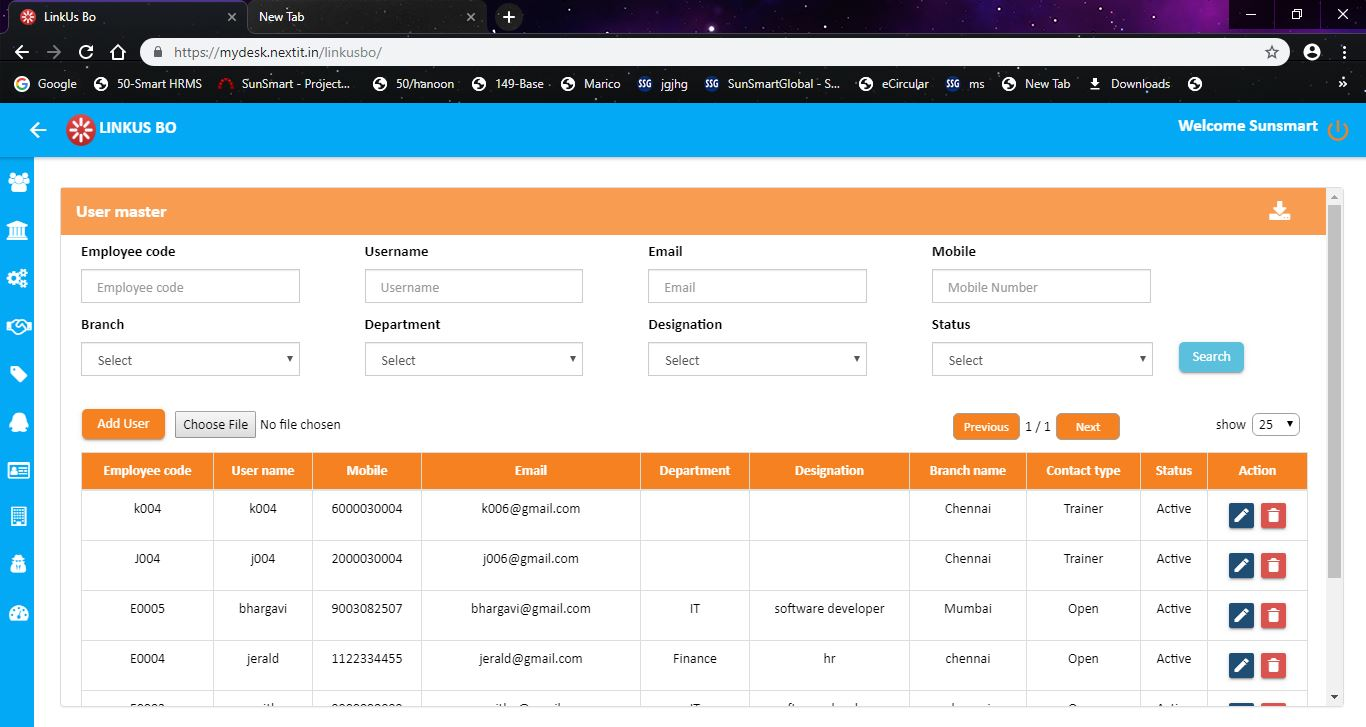 LinkUs Bo
New Tab
https://mydesk.nextit.in/linkusbo/
Google 50-Smart HRMS SunSmart - Project... 50/hanoon 149-Base Marico SSG jgjhg SSG SunSmartGlobal - S... eCircular SSG ms New Tab Downloads »
LINKUS BO Welcome Sunsmart
User master
Employee code Username Email Mobile
Employee code Username Email Mobile Number
Branch Department Designation Status
Select Select Select Select Search
Add User Choose File No file chosen Previous 1 / 1 Next show 25
Employee code User name Mobile Email Department Designation Branch name Contact type Status Action
k004 k004 6000030004 k006@gmail.com Chennai Trainer Active
J004 j004 2000030004 j006@gmail.com Chennai Trainer Active
E0005 bhargavi 9003082507 bhargavi@gmail.com IT software developer Mumbai Open Active
E0004 jerald 1122334455 jerald@gmail.com Finance hr chennai Open Active